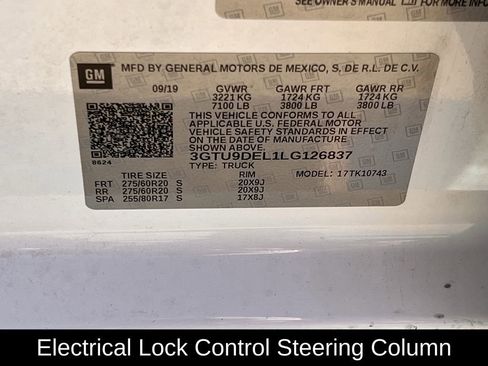 SEE OWNER'S MANUAL
GM
MFD BY GENERAL MOTORS DE MEXICO, S, DE R.L. DE C.V.
09/19 GVWR GAWR FRT GAWR RR
3221 KG 1724 KG 1724 KG
7100 LB 3800 LB 3800 LB
THIS VEHICLE CONFORMS TO ALL
APPLICABLE U.S. FEDERAL MOTOR
VEHICLE SAFETY STANDARDS IN EFFECT
ON THE DATE OF MANUFACTURE
SHOWN ABOVE.
3GTU9DEL1LG126837
8624
TYPE: TRUCK MODEL: 17TK10743
TIRE SIZE RIM
FRT 275/60R20 S 20X9J
RR 275/60R20 S 20X9J
SPA 255/80R17 S 17X8J
Electrical Lock Control Steering Column